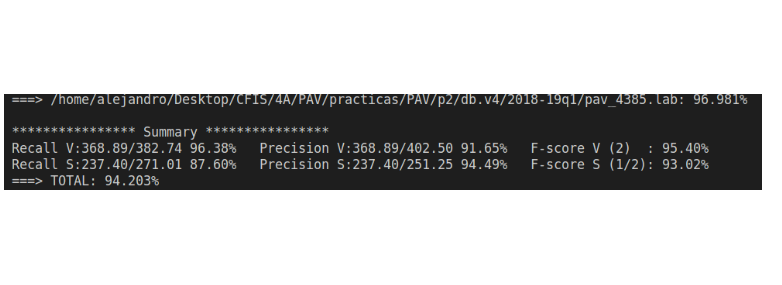 ===> /home/alejandro/Desktop/CFIS/4A/PAV/practicas/PAV/p2/db.v4/2018-19q1/pav_4385.lab: 96.981%
**************** Summary ****************
Recall V:368.89/382.74 96.38%   Precision V:368.89/402.50 91.65%   F-score V (2)  : 95.40%
Recall S:237.40/271.01 87.60%   Precision S:237.40/251.25 94.49%   F-score S (1/2): 93.02%
===> TOTAL: 94.203%